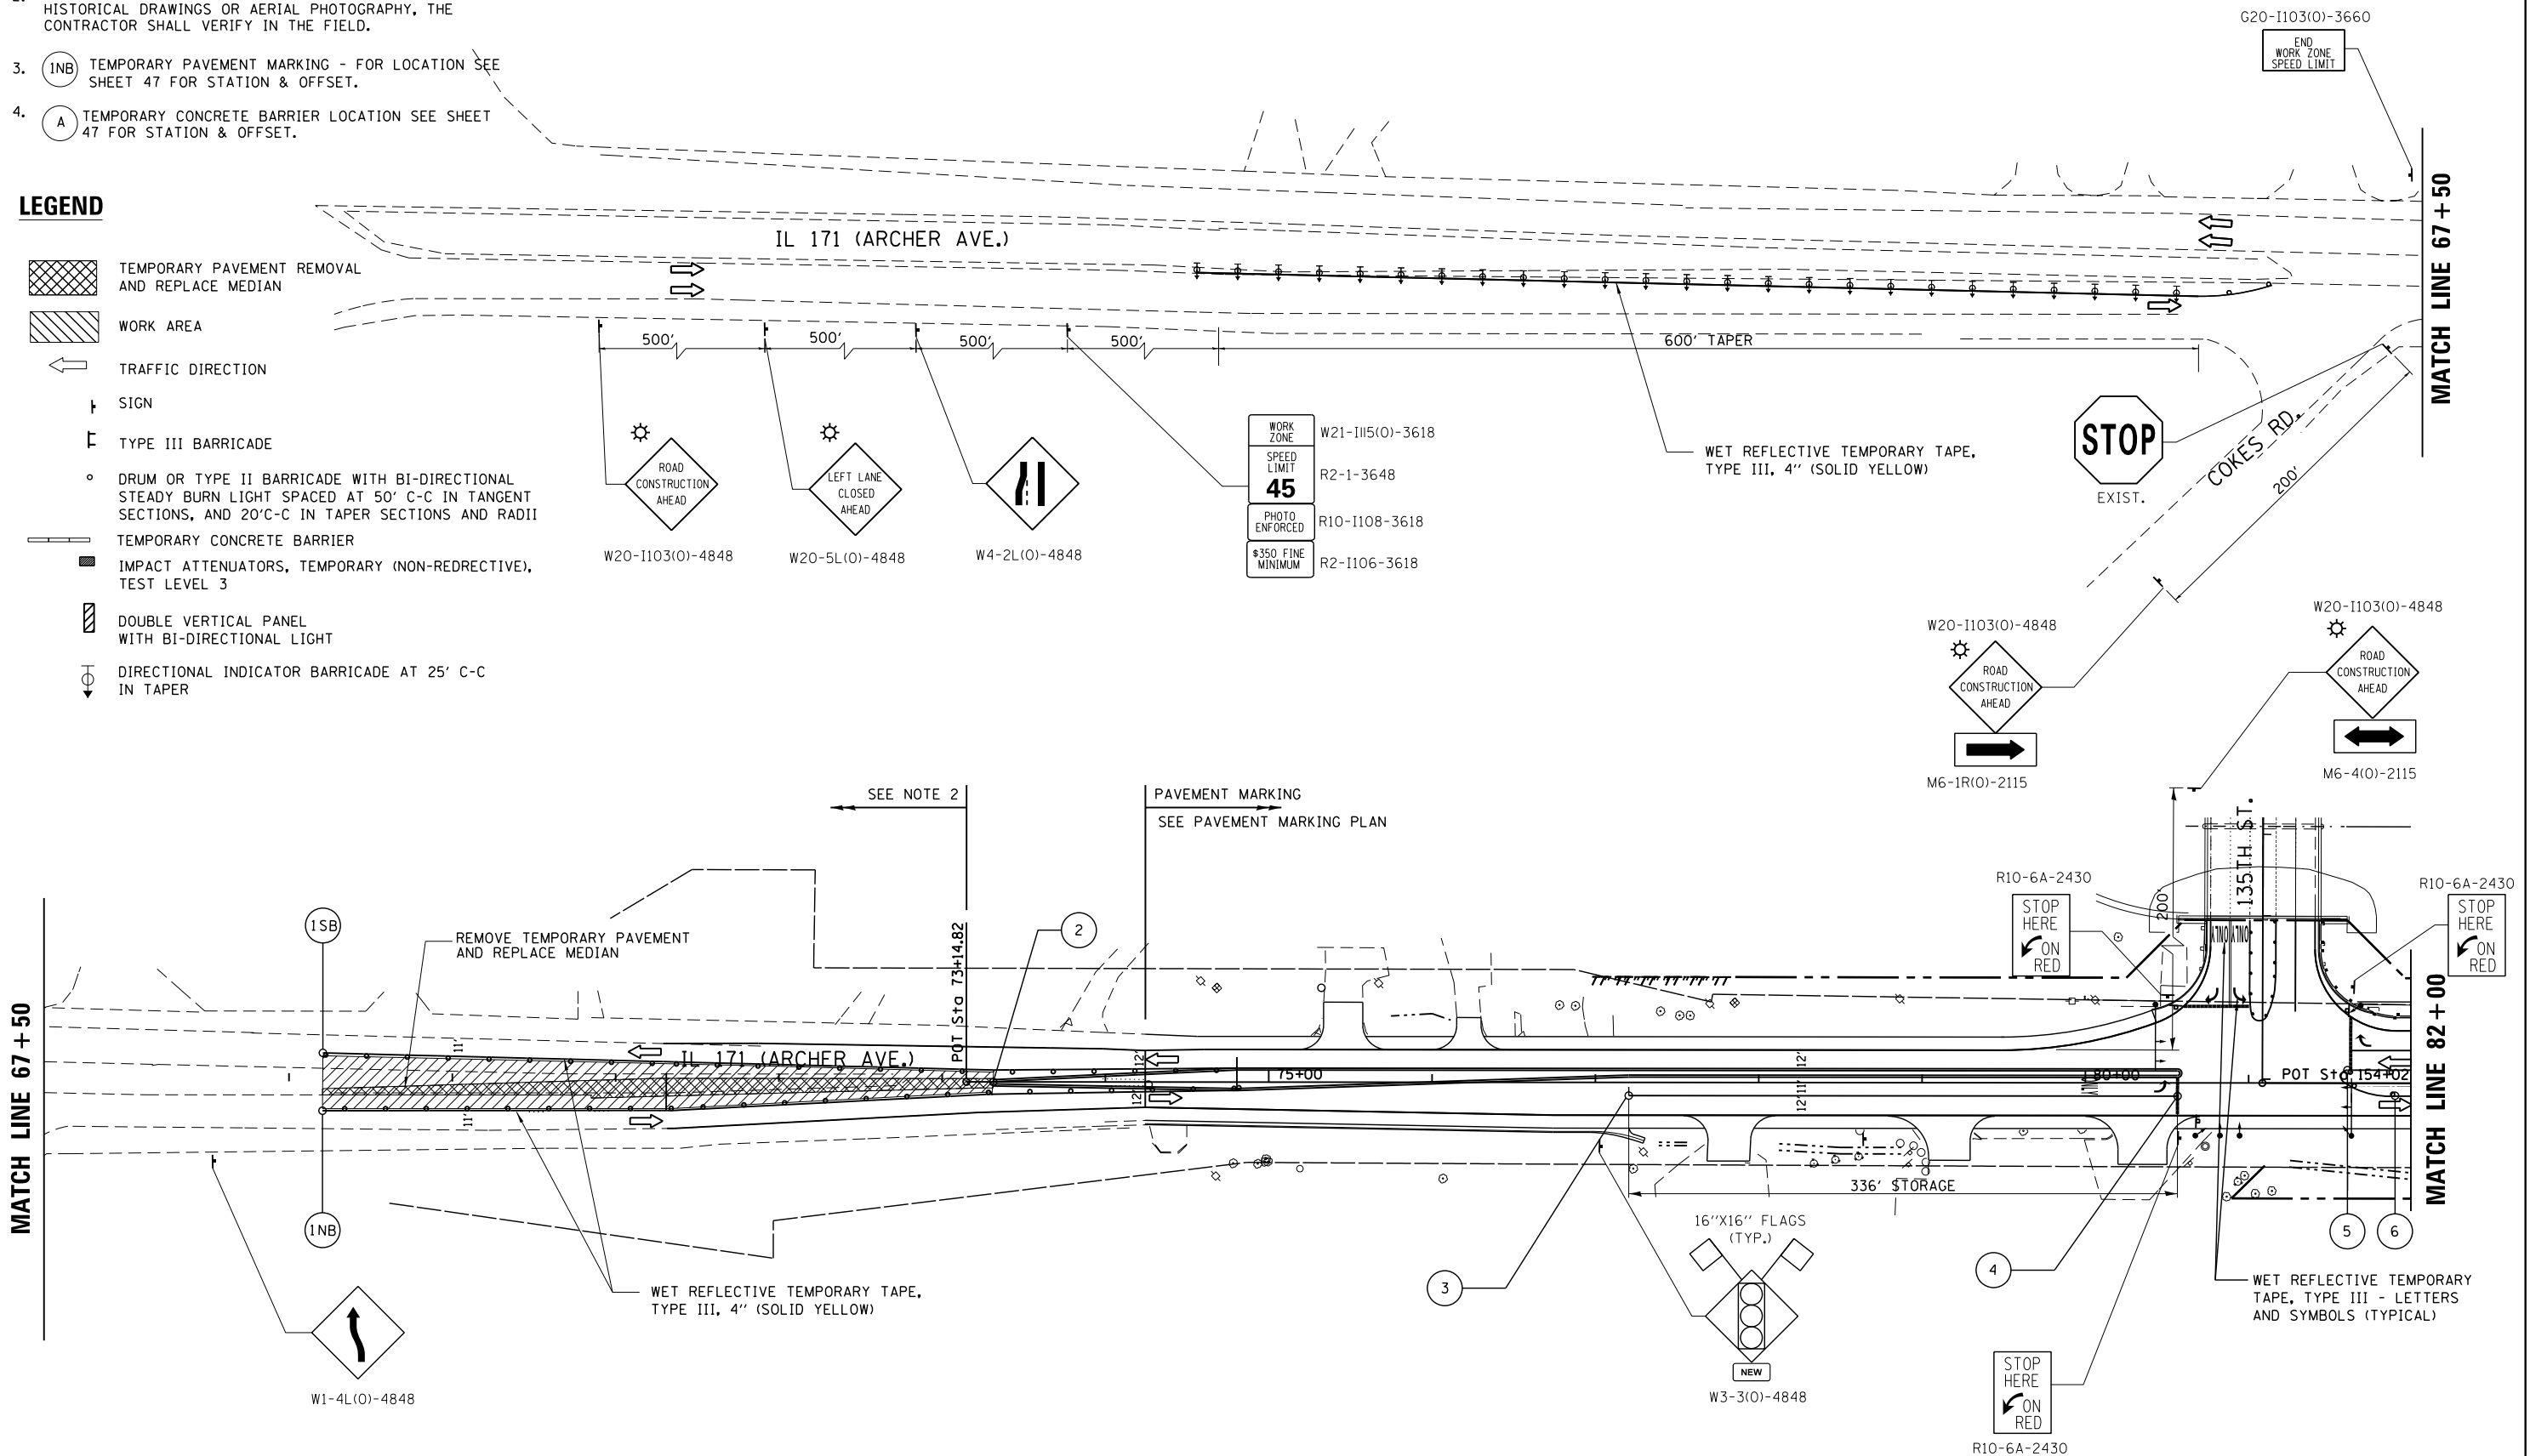 HISTORICAL DRAWINGS OR AERIAL PHOTOGRAPHY, THE
CONTRACTOR SHALL VERIFY IN THE FIELD.
3. 1NB TEMPORARY PAVEMENT MARKING - FOR LOCATION SEE
SHEET 47 FOR STATION & OFFSET.
4. A TEMPORARY CONCRETE BARRIER LOCATION SEE SHEET
47 FOR STATION & OFFSET.
LEGEND
TEMPORARY PAVEMENT REMOVAL
AND REPLACE MEDIAN
WORK AREA
TRAFFIC DIRECTION
SIGN
TYPE III BARRICADE
DRUM OR TYPE II BARRICADE WITH BI-DIRECTIONAL
STEADY BURN LIGHT SPACED AT 50' C-C IN TANGENT
SECTIONS, AND 20'C-C IN TAPER SECTIONS AND RADII
TEMPORARY CONCRETE BARRIER
IMPACT ATTENUATORS, TEMPORARY (NON-REDRECTIVE),
TEST LEVEL 3
DOUBLE VERTICAL PANEL
WITH BI-DIRECTIONAL LIGHT
DIRECTIONAL INDICATOR BARRICADE AT 25' C-C
IN TAPER
G20-I103(O)-3660
END
WORK ZONE
SPEED LIMIT
MATCH LINE 67+50
IL 171 (ARCHER AVE.)
500'
500'
500'
500'
600' TAPER
ROAD
CONSTRUCTION
AHEAD
W20-I103(O)-4848
LEFT LANE
CLOSED
AHEAD
W20-5L(O)-4848
W4-2L(O)-4848
WORK
ZONE
W21-I115(O)-3618
SPEED
LIMIT
45
R2-1-3648
PHOTO
ENFORCED
R10-I108-3618
$350 FINE
MINIMUM
R2-I106-3618
WET REFLECTIVE TEMPORARY TAPE,
TYPE III, 4'' (SOLID YELLOW)
STOP
EXIST.
COKES RD.
200'
W20-I103(O)-4848
ROAD
CONSTRUCTION
AHEAD
M6-1R(O)-2115
W20-I103(O)-4848
ROAD
CONSTRUCTION
AHEAD
M6-4(O)-2115
SEE NOTE 2
PAVEMENT MARKING
SEE PAVEMENT MARKING PLAN
MATCH LINE 67+50
1SB
1NB
REMOVE TEMPORARY PAVEMENT
AND REPLACE MEDIAN
POT Sta 73+14.82
2
IL 171 (ARCHER AVE.)
11'
11'
12'
12'
75+00
12'
12'
11'
80+00
POT Sta 154+02
200'
135TH ST.
ONLY
ONLY
R10-6A-2430
STOP
HERE
ON
RED
R10-6A-2430
STOP
HERE
ON
RED
MATCH LINE 82+00
336' STORAGE
16''X16'' FLAGS
(TYP.)
NEW
W3-3(O)-4848
3
4
5
6
WET REFLECTIVE TEMPORARY TAPE,
TYPE III, 4'' (SOLID YELLOW)
W1-4L(O)-4848
WET REFLECTIVE TEMPORARY
TAPE, TYPE III - LETTERS
AND SYMBOLS (TYPICAL)
STOP
HERE
ON
RED
R10-6A-2430